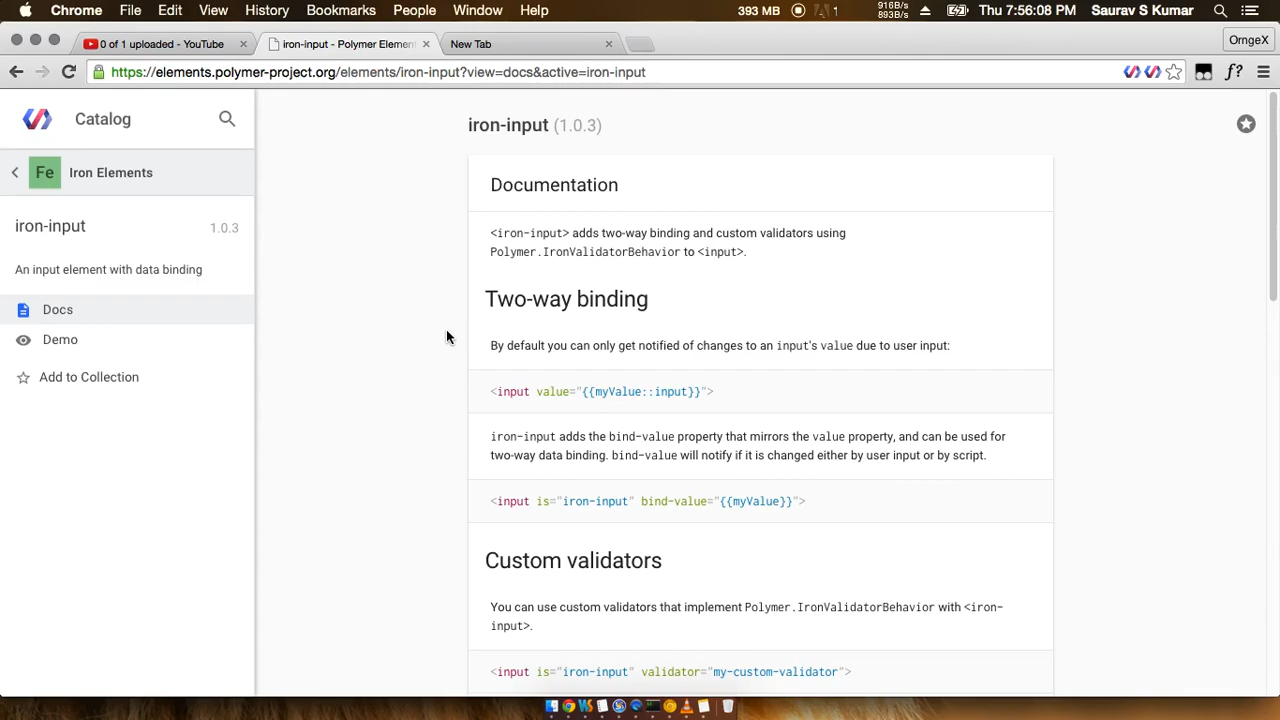 Chrome File Edit View History Bookmarks People Window Help 393 MB 1 916B/s 893B/s Thu 7:56:08 PM Saurav S Kumar
0 of 1 uploaded - YouTube iron-input - Polymer Elemen New Tab OrngeX
https://elements.polymer-project.org/elements/iron-input?view=docs&active=iron-input f?
Catalog
Fe Iron Elements
iron-input 1.0.3
An input element with data binding
Docs
Demo
Add to Collection
iron-input (1.0.3)
Documentation
<iron-input> adds two-way binding and custom validators using
Polymer.IronValidatorBehavior to <input>.
Two-way binding
By default you can only get notified of changes to an input's value due to user input:
<input value="{{myValue::input}}">
iron-input adds the bind-value property that mirrors the value property, and can be used for
two-way data binding. bind-value will notify if it is changed either by user input or by script.
<input is="iron-input" bind-value="{{myValue}}">
Custom validators
You can use custom validators that implement Polymer.IronValidatorBehavior with <iron-
input>.
<input is="iron-input" validator="my-custom-validator">